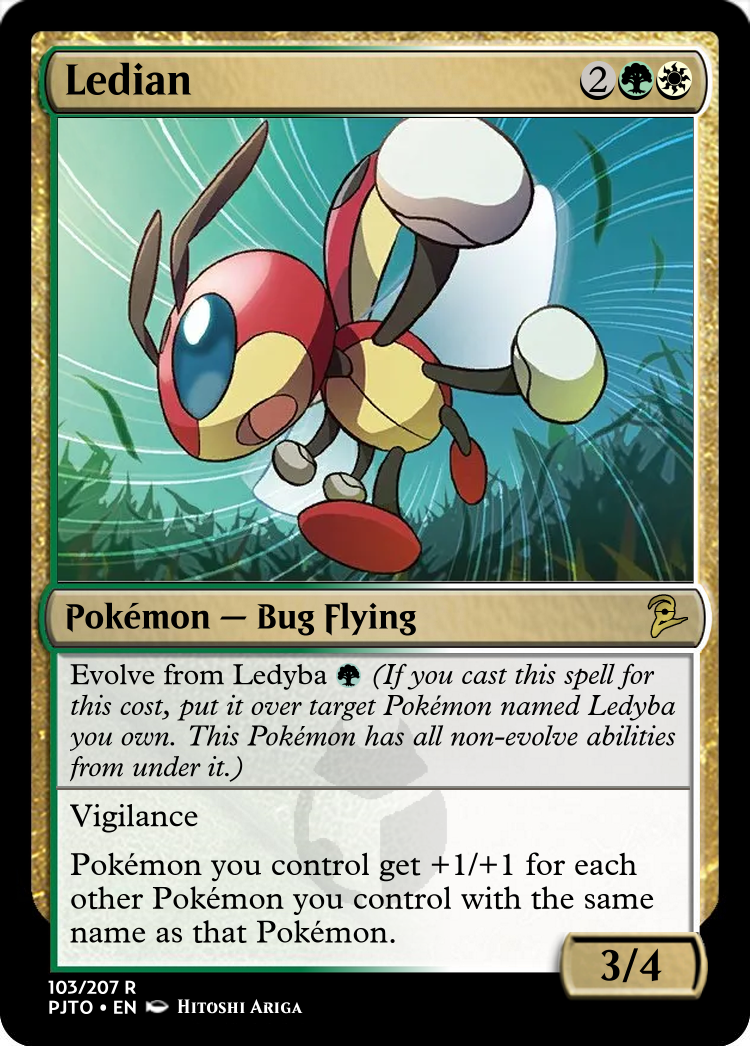 Ledian 2
Pokémon — Bug Flying
Evolve from Ledyba (If you cast this spell for
this cost, put it over target Pokémon named Ledyba
you own. This Pokémon has all non-evolve abilities
from under it.)
Vigilance
Pokémon you control get +1/+1 for each
other Pokémon you control with the same
name as that Pokémon.
3/4
103/207 R
PJTO • EN Hitoshi Ariga